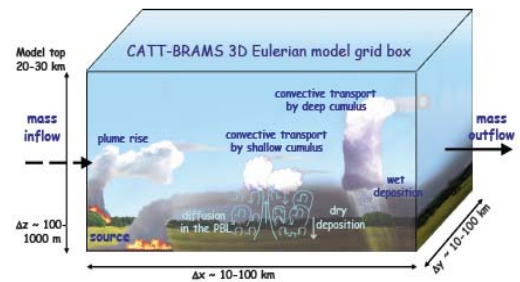 CATT-BRAMS 3D Eulerian model grid box
Model top
20-30 km
mass
inflow
plume rise
convective transport
by shallow cumulus
convective transport
by deep cumulus
mass
outflow
wet
deposition
Δz ~ 100-
1000 m
source
diffusion
in the PBL
dry
deposition
Δx ~ 10-100 km
Δy ~ 10-100 km